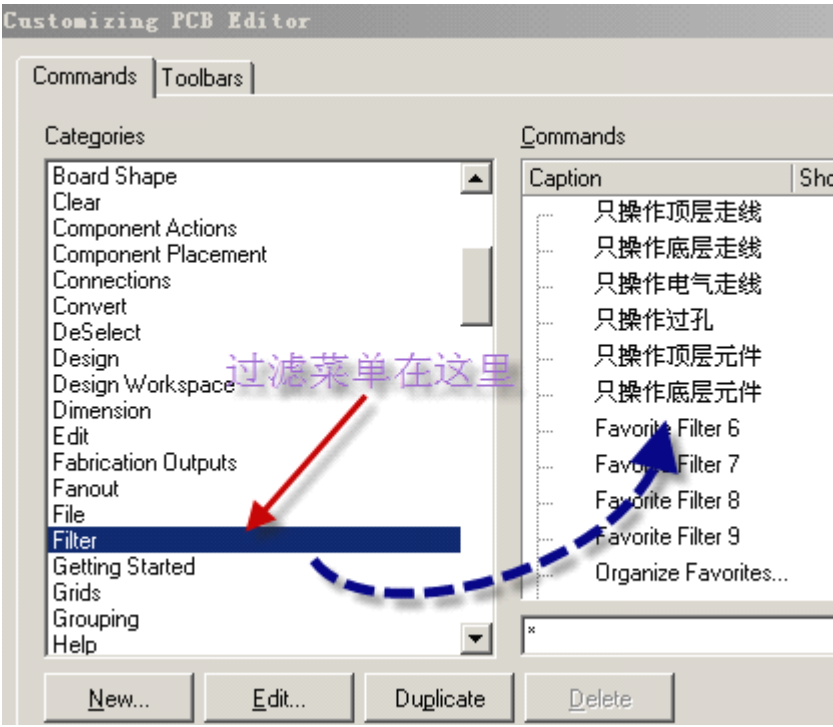 Customizing PCB Editor
Commands
Toolbars
Categories
Board Shape
Clear
Component Actions
Component Placement
Connections
Convert
DeSelect
Design
Design Workspace
Dimension
Edit
Fabrication Outputs
Fanout
File
Filter
Getting Started
Grids
Grouping
Help
过滤菜单在这里
Commands
Caption
Sho
只操作顶层走线
只操作底层走线
只操作电气走线
只操作过孔
只操作顶层元件
只操作底层元件
Favorite Filter 6
Favorite Filter 7
Favorite Filter 8
Favorite Filter 9
Organize Favorites...
*
New...
Edit...
Duplicate
Delete